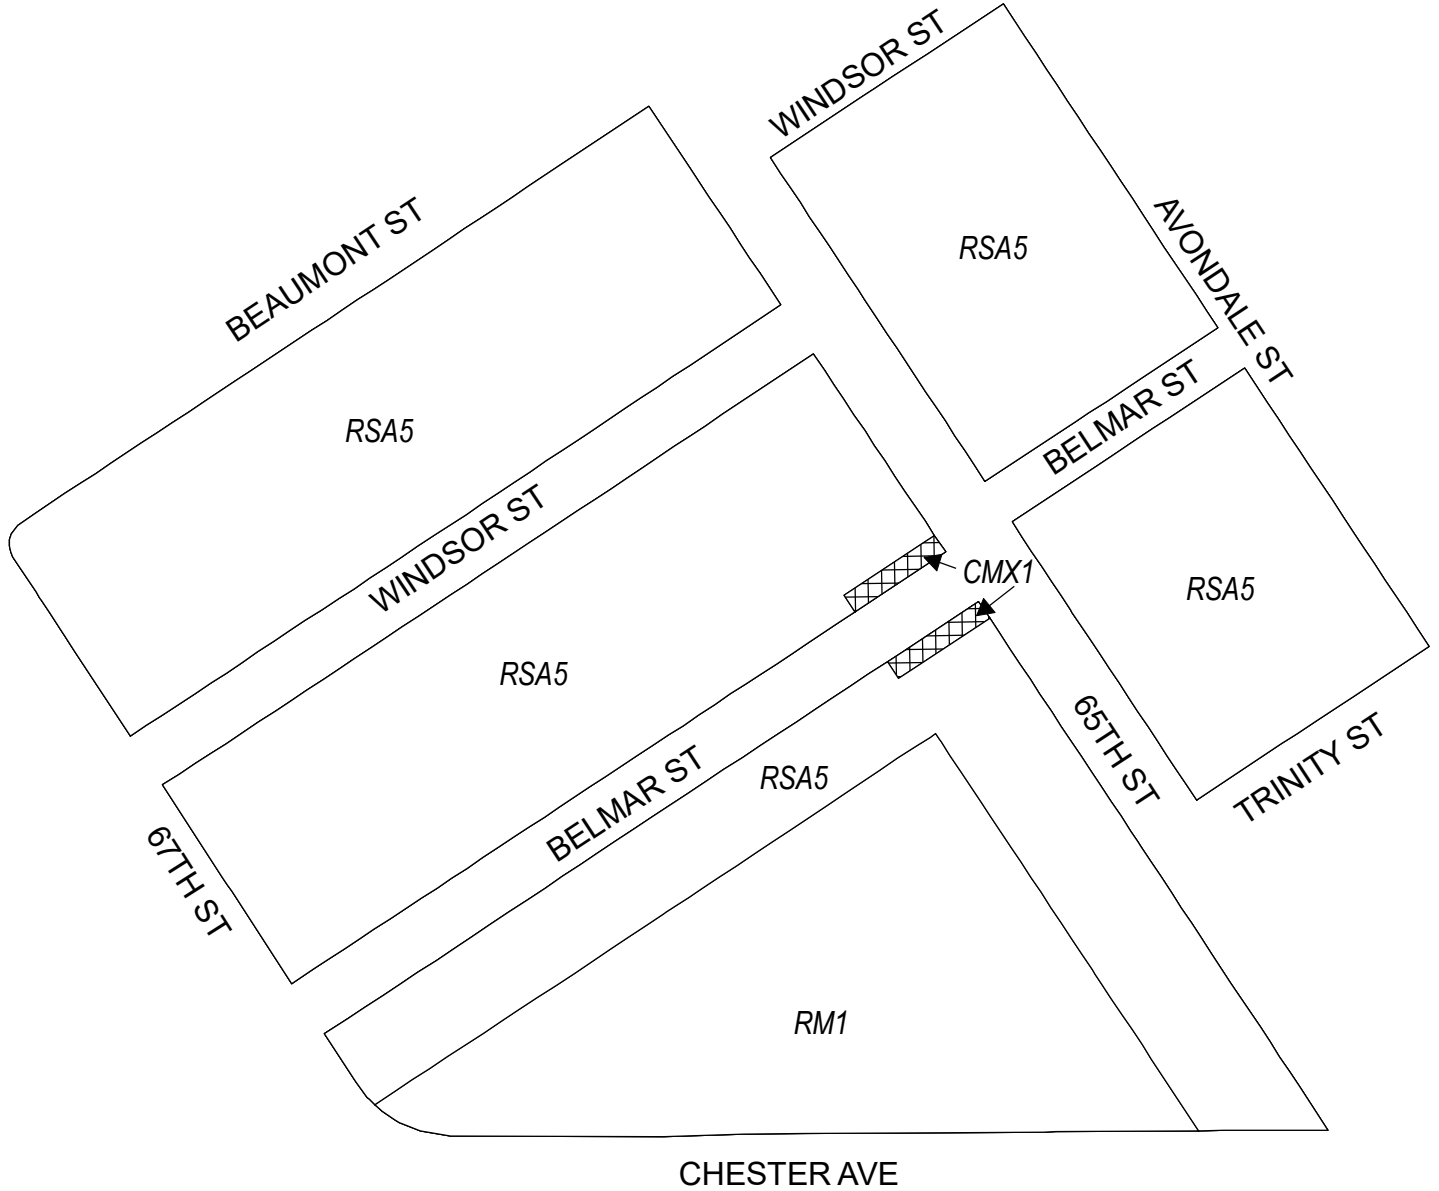 WINDSOR ST
BEAUMONT ST
AVONDALE ST
RSA5
BELMAR ST
RSA5
WINDSOR ST
CMX1
RSA5
RSA5
65TH ST
TRINITY ST
BELMAR ST
RSA5
67TH ST
RM1
CHESTER AVE